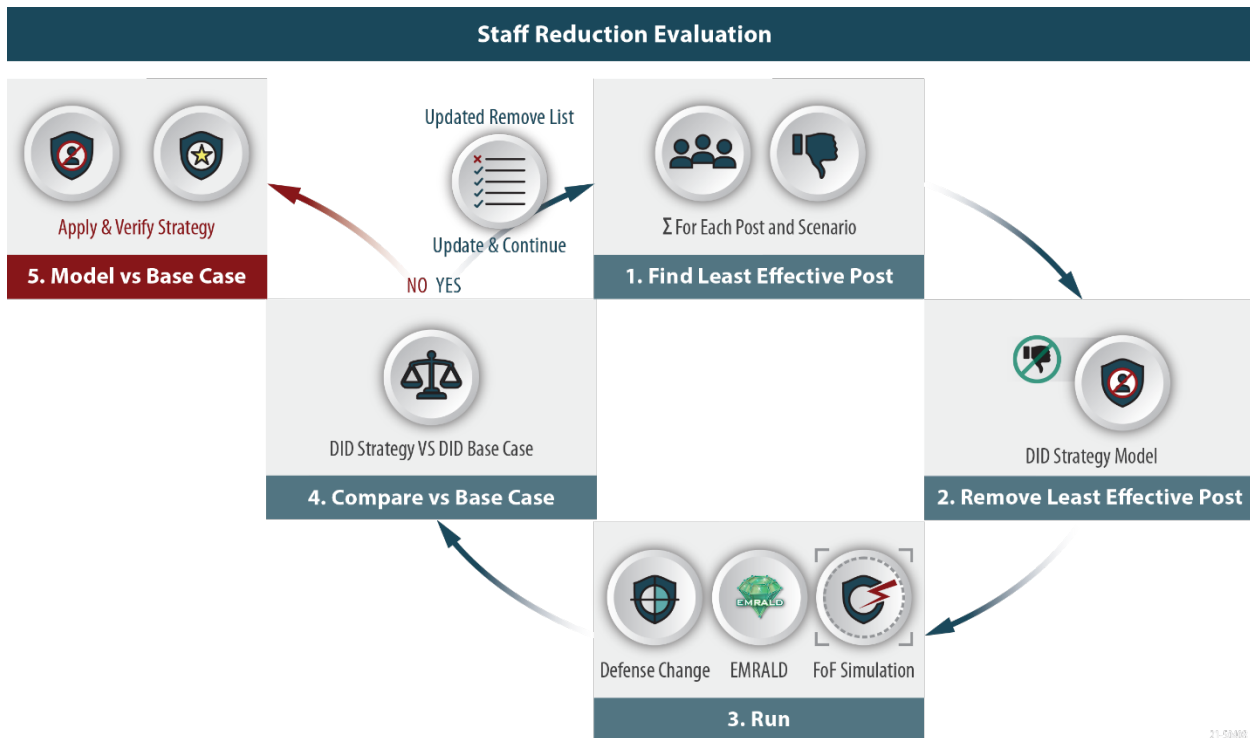 Staff Reduction Evaluation
Updated Remove List
Update & Continue
NO YES
Apply & Verify Strategy
5. Model vs Base Case
Σ For Each Post and Scenario
1. Find Least Effective Post
DID Strategy Model
2. Remove Least Effective Post
DID Strategy VS DID Base Case
4. Compare vs Base Case
EMRALD
Defense Change
EMRALD
FoF Simulation
3. Run